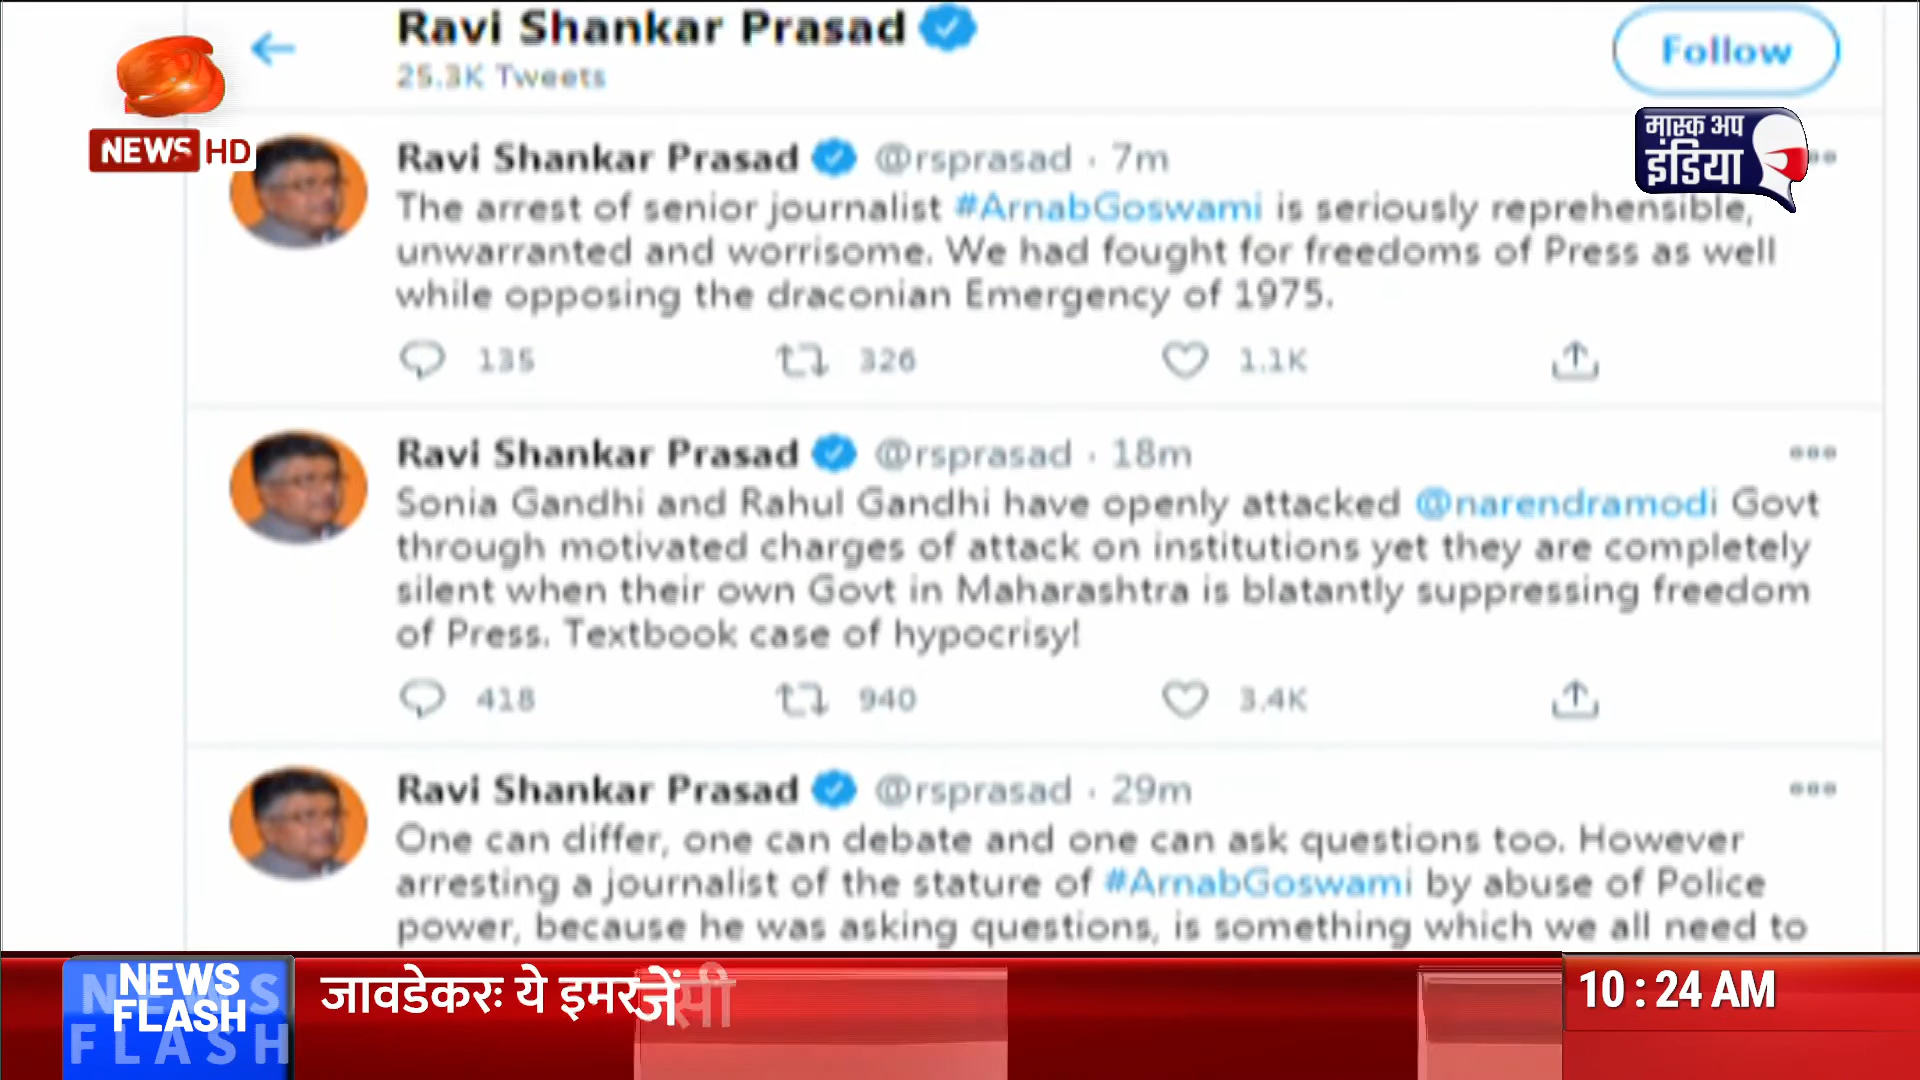 Ravi Shankar Prasad
25.3K Tweets
Follow
NEWS HD
मास्क अप
इंडिया
Ravi Shankar Prasad @rsprasad · 7m
The arrest of senior journalist #ArnabGoswami is seriously reprehensible,
unwarranted and worrisome. We had fought for freedoms of Press as well
while opposing the draconian Emergency of 1975.
135 326 1.1K
Ravi Shankar Prasad @rsprasad · 18m
Sonia Gandhi and Rahul Gandhi have openly attacked @narendramodi Govt
through motivated charges of attack on institutions yet they are completely
silent when their own Govt in Maharashtra is blatantly suppressing freedom
of Press. Textbook case of hypocrisy!
418 940 3.4K
Ravi Shankar Prasad @rsprasad · 29m
One can differ, one can debate and one can ask questions too. However
arresting a journalist of the stature of #ArnabGoswami by abuse of Police
power, because he was asking questions, is something which we all need to
NEWS
FLASH
जावडेकरः ये इमरजेंसी
10 : 24 AM